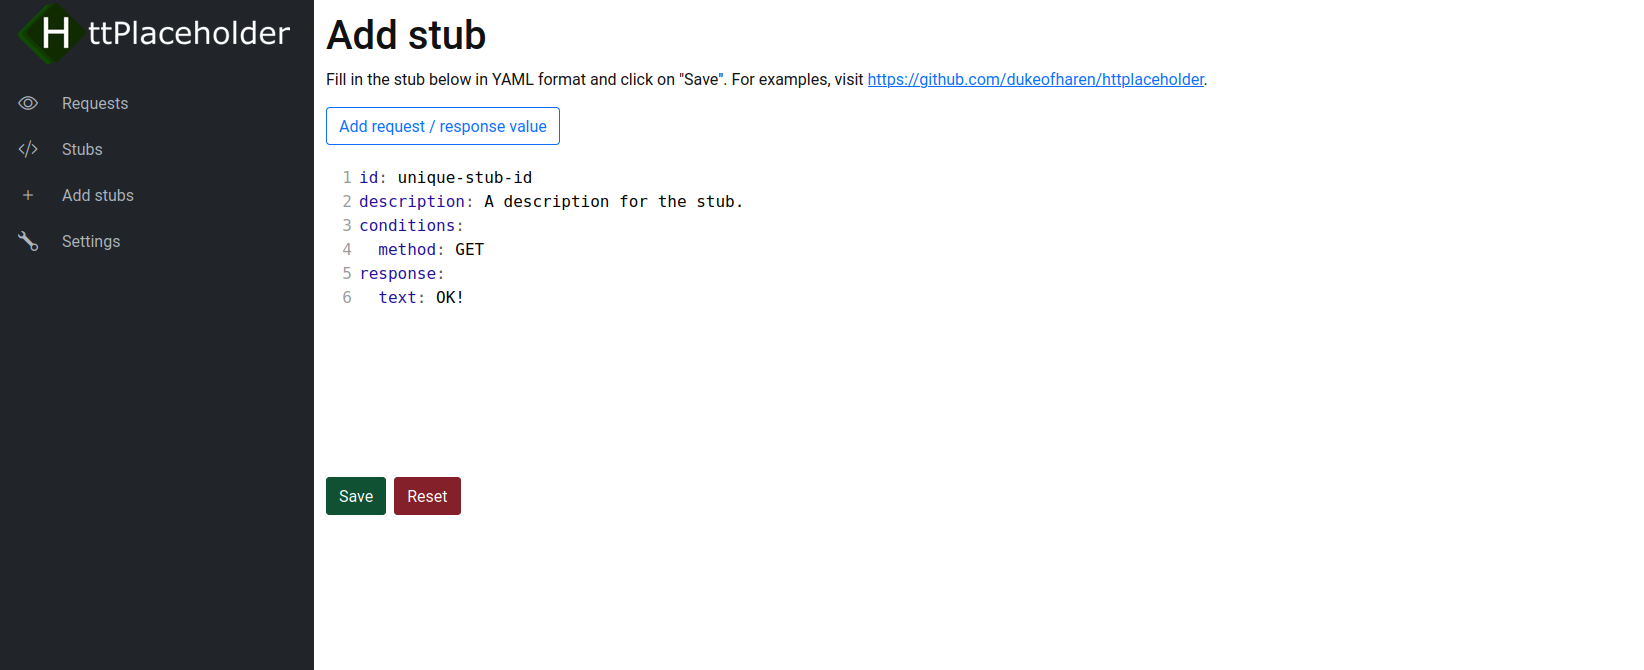 HttPlaceholder
Requests
Stubs
Add stubs
Settings
Add stub
Fill in the stub below in YAML format and click on "Save". For examples, visit https://github.com/dukeofharen/httplaceholder.
Add request / response value
1 id: unique-stub-id
2 description: A description for the stub.
3 conditions:
4   method: GET
5 response:
6   text: OK!
Save Reset